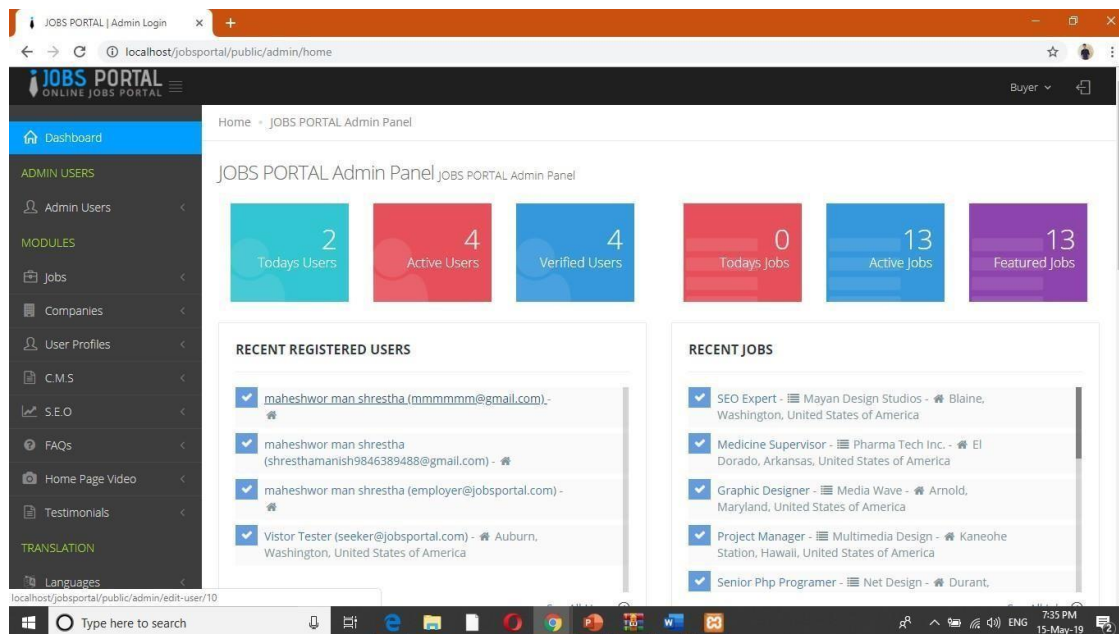 JOBS PORTAL | Admin Login
localhost/jobsportal/public/admin/home
JOBS PORTAL
ONLINE JOBS PORTAL
Buyer
Home
JOBS PORTAL Admin Panel
Dashboard
ADMIN USERS
Admin Users
MODULES
Jobs
Companies
User Profiles
C.M.S
S.E.O
FAQs
Home Page Video
Testimonials
TRANSLATION
Languages
JOBS PORTAL Admin Panel JOBS PORTAL Admin Panel
2
Todays Users
4
Active Users
4
Verified Users
0
Todays Jobs
13
Active Jobs
13
Featured Jobs
RECENT REGISTERED USERS
maheshwor man shrestha (mmmmmm@gmail.com) -
maheshwor man shrestha
(shresthamanish9846389488@gmail.com) -
maheshwor man shrestha (employer@jobsportal.com) -
Vistor Tester (seeker@jobsportal.com) - Auburn,
Washington, United States of America
RECENT JOBS
SEO Expert - Mayan Design Studios - Blaine,
Washington, United States of America
Medicine Supervisor - Pharma Tech Inc. - El
Dorado, Arkansas, United States of America
Graphic Designer - Media Wave - Arnold,
Maryland, United States of America
Project Manager - Multimedia Design - Kaneohe
Station, Hawaii, United States of America
Senior Php Programer - Net Design - Durant,
localhost/jobsportal/public/admin/edit-user/10
Type here to search
ENG
7:35 PM
15-May-19